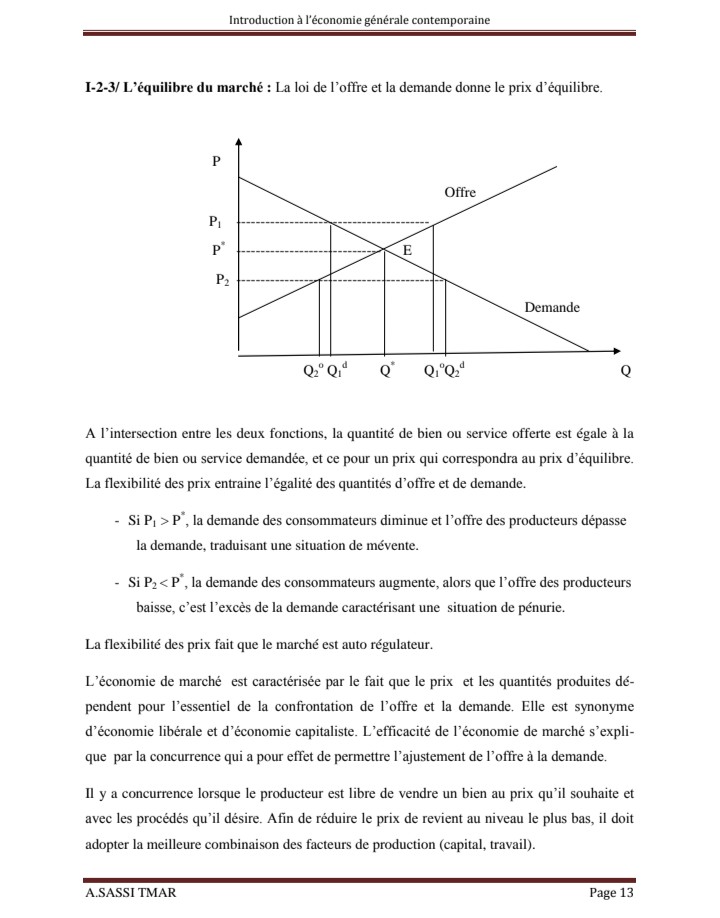 Introduction à l'économie générale contemporaine
I-2-3/ L'équilibre du marché : La loi de l'offre et la demande donne le prix d'équilibre.
P
Offre
P₁
P* E
P₂
Demande
Q₂ᵒ Q₁ᵈ Q* Q₁ᵒQ₂ᵈ Q
A l'intersection entre les deux fonctions, la quantité de bien ou service offerte est égale à la
quantité de bien ou service demandée, et ce pour un prix qui correspondra au prix d'équilibre.
La flexibilité des prix entraine l'égalité des quantités d'offre et de demande.
- Si P₁ > P*, la demande des consommateurs diminue et l'offre des producteurs dépasse
la demande, traduisant une situation de mévente.
- Si P₂ < P*, la demande des consommateurs augmente, alors que l'offre des producteurs
baisse, c'est l'excès de la demande caractérisant une situation de pénurie.
La flexibilité des prix fait que le marché est auto régulateur.
L'économie de marché est caractérisée par le fait que le prix et les quantités produites dé-
pendent pour l'essentiel de la confrontation de l'offre et la demande. Elle est synonyme
d'économie libérale et d'économie capitaliste. L'efficacité de l'économie de marché s'expli-
que par la concurrence qui a pour effet de permettre l'ajustement de l'offre à la demande.
Il y a concurrence lorsque le producteur est libre de vendre un bien au prix qu'il souhaite et
avec les procédés qu'il désire. Afin de réduire le prix de revient au niveau le plus bas, il doit
adopter la meilleure combinaison des facteurs de production (capital, travail).
A.SASSI TMAR Page 13